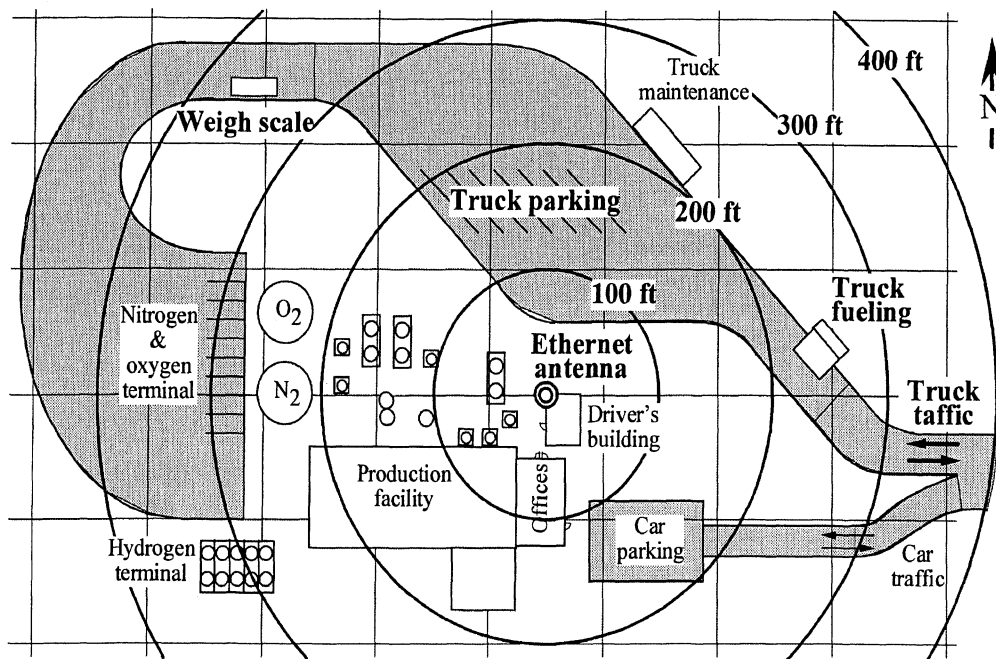 400 ft
Truck
maintenance
N
300 ft
Weigh scale
Truck parking
200 ft
100 ft
Truck
fueling
Nitrogen
&
oxygen
terminal
O2
N2
Ethernet
antenna
Driver's
building
Truck
taffic
Production
facility
Offices
Car
parking
Car
traffic
Hydrogen
terminal